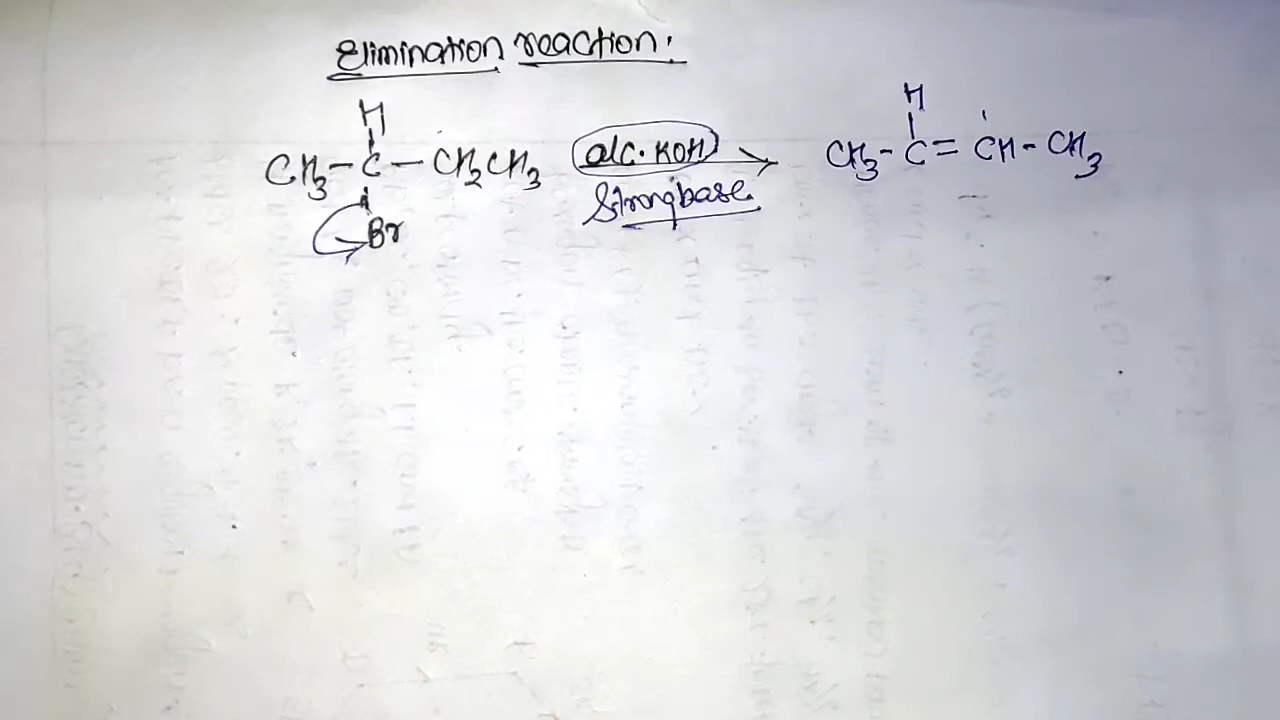 Elimination reaction:
H
CH3-C-CH2CH3
Br
alc. KOH
Strong base
H
CH3-C=CH-CH3